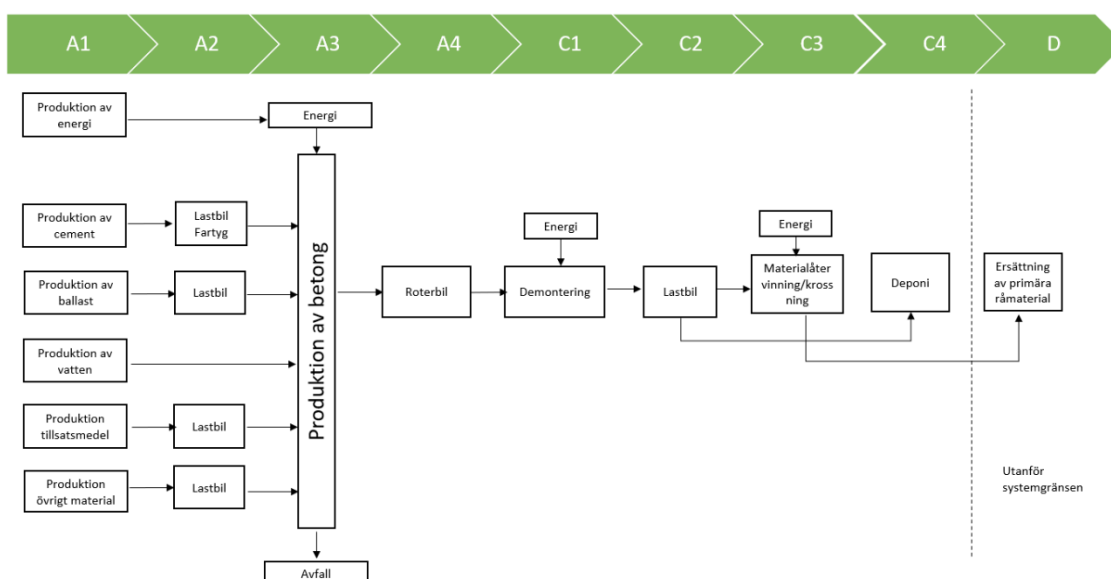 A1
A2
A3
A4
C1
C2
C3
C4
D
Produktion av
energi
Energi
Produktion av
cement
Lastbil
Fartyg
Produktion av
ballast
Lastbil
Produktion av
vatten
Produktion
tillsatsmedel
Lastbil
Produktion
övrigt material
Lastbil
Produktion av betong
Avfall
Roterbil
Energi
Demontering
Lastbil
Energi
Materialåter
vinning/kross
ning
Deponi
Ersättning
av primära
råmaterial
Utanför
systemgränsen